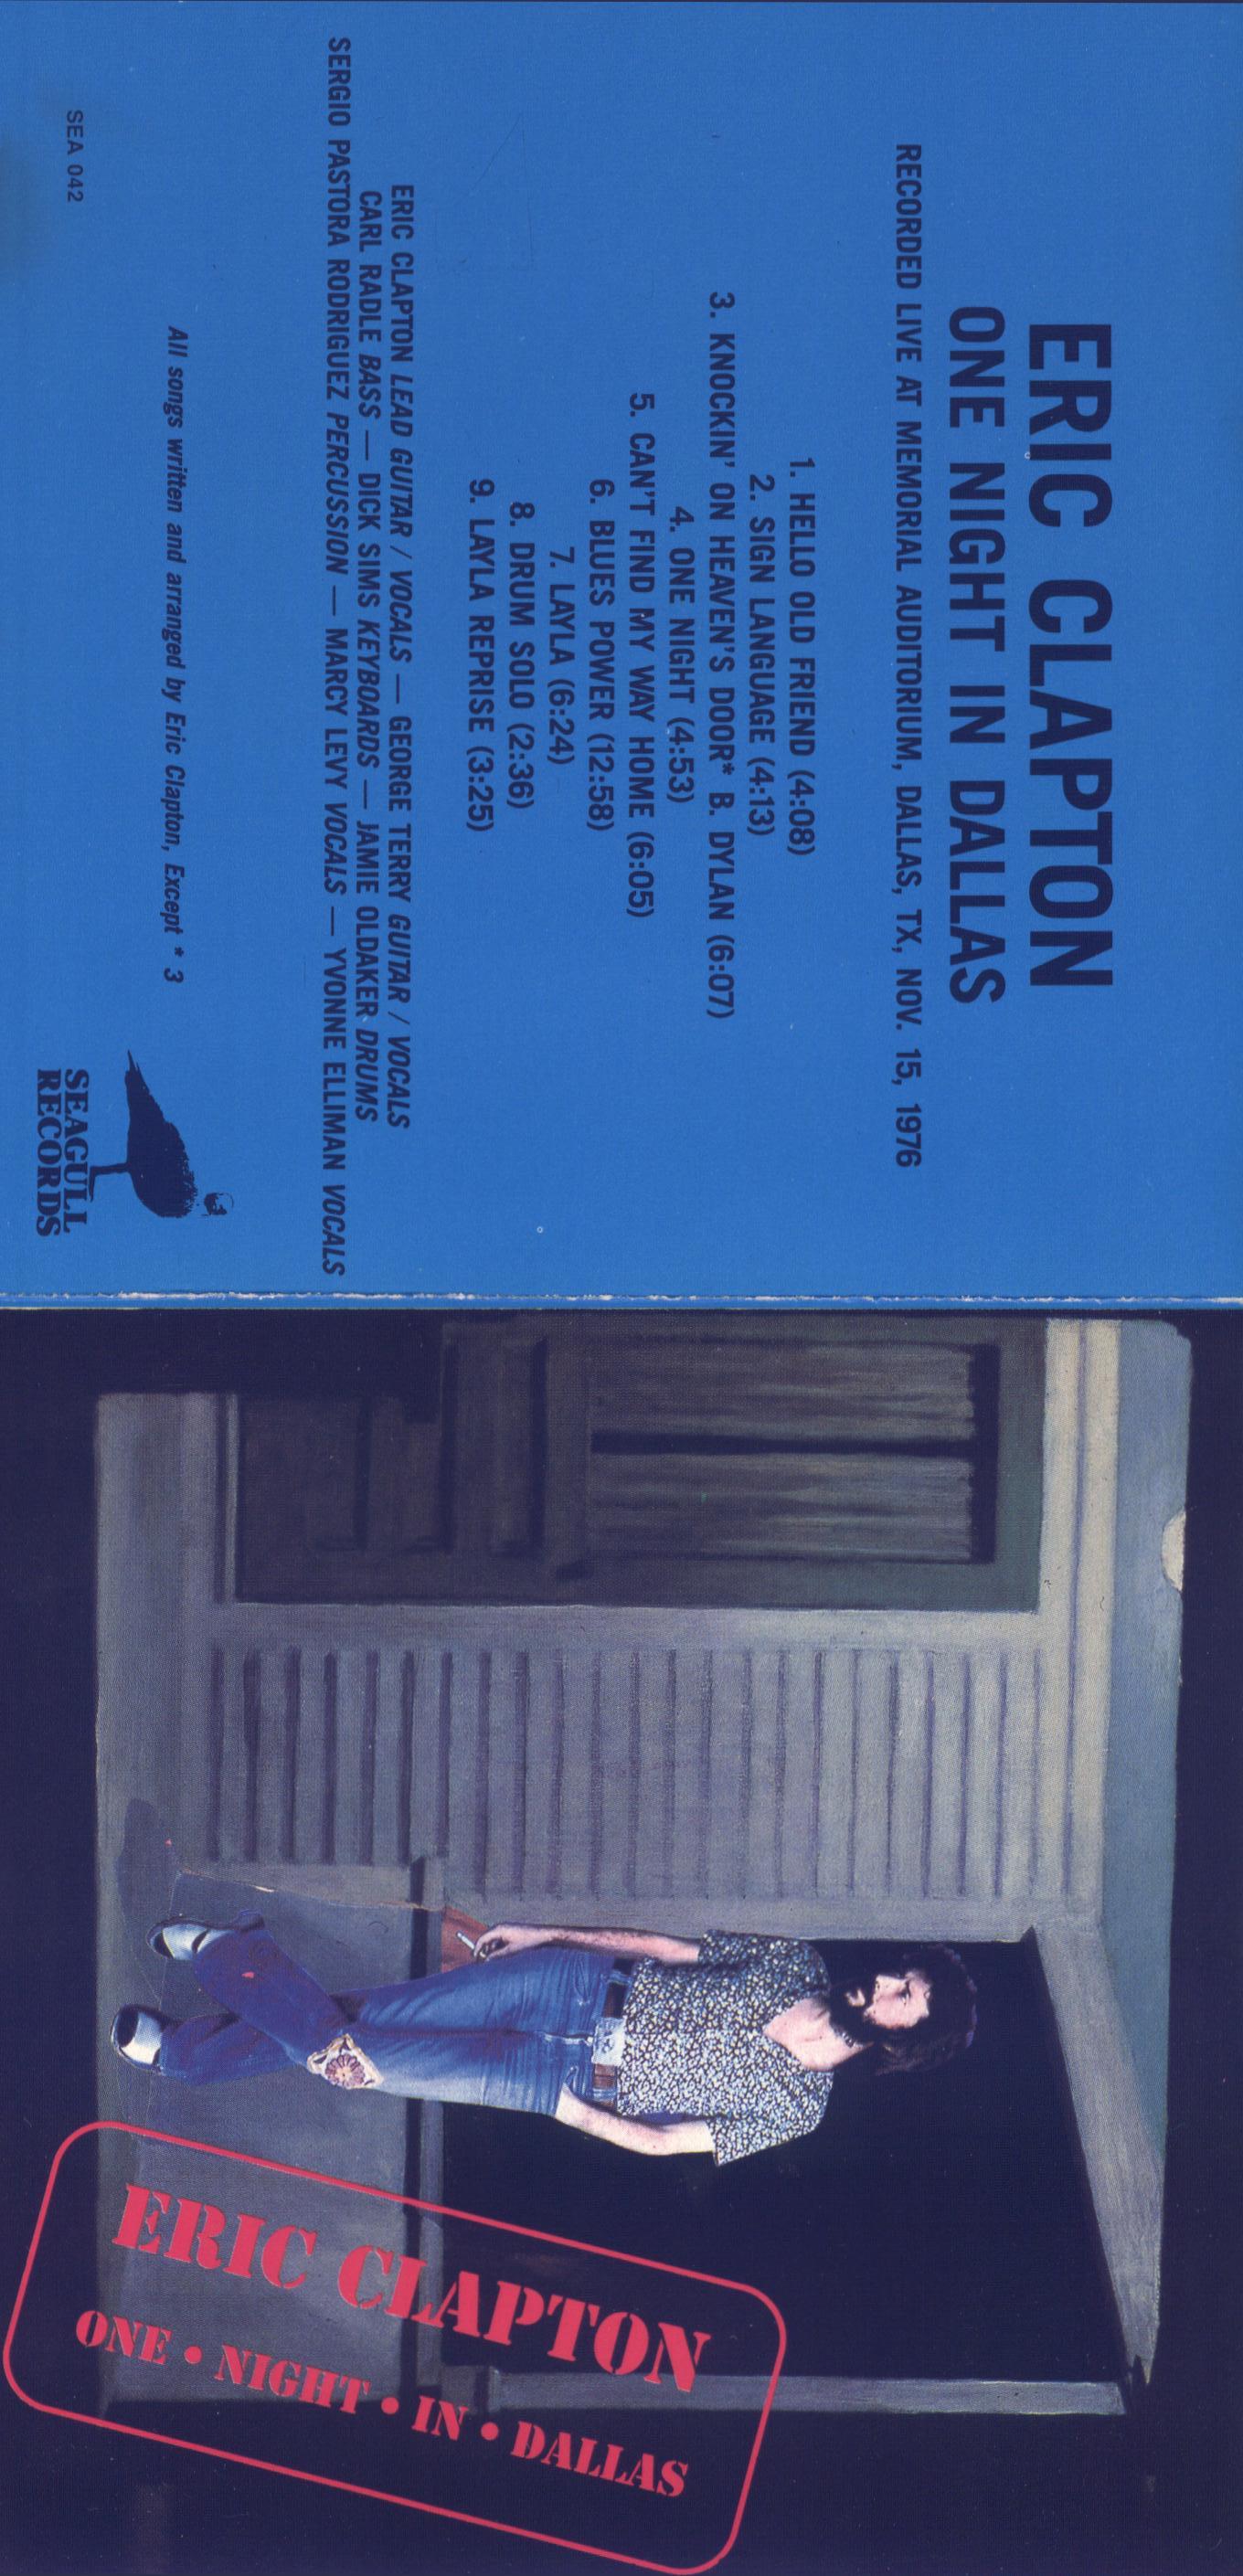 ERIC CLAPTON
ONE NIGHT IN DALLAS
RECORDED LIVE AT MEMORIAL AUDITORIUM, DALLAS, TX, NOV. 15, 1976
1. HELLO OLD FRIEND (4:08)
2. SIGN LANGUAGE (4:13)
3. KNOCKIN' ON HEAVEN'S DOOR* B. DYLAN (6:07)
4. ONE NIGHT (4:53)
5. CAN'T FIND MY WAY HOME (6:05)
6. BLUES POWER (12:58)
7. LAYLA (6:24)
8. DRUM SOLO (2:36)
9. LAYLA REPRISE (3:25)
ERIC CLAPTON LEAD GUITAR / VOCALS — GEORGE TERRY GUITAR / VOCALS
CARL RADLE BASS — DICK SIMS KEYBOARDS — JAMIE OLDAKER DRUMS
SERGIO PASTORA RODRIGUEZ PERCUSSION — MARCY LEVY VOCALS — YVONNE ELLIMAN VOCALS
All songs written and arranged by Eric Clapton, Except * 3
SEA 042
SEAGULL
RECORDS
ERIC CLAPTON
ONE • NIGHT • IN • DALLAS